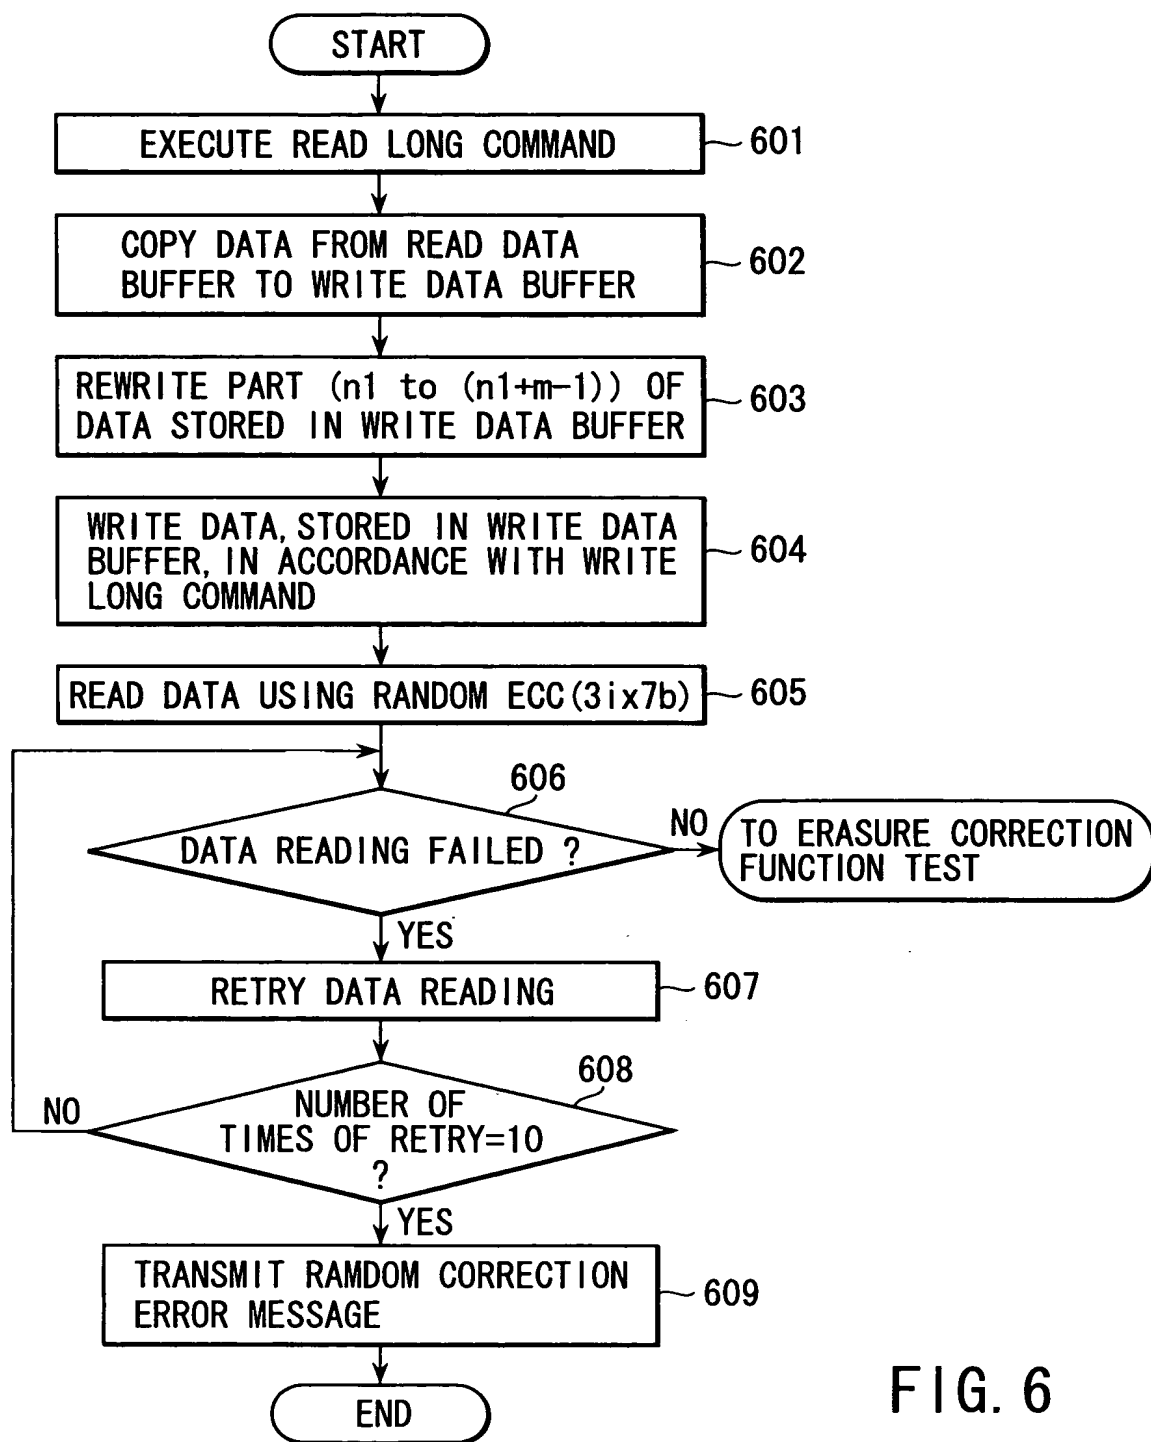 START
EXECUTE READ LONG COMMAND
601
COPY DATA FROM READ DATA
BUFFER TO WRITE DATA BUFFER
602
REWRITE PART (n1 to (n1+m-1)) OF
DATA STORED IN WRITE DATA BUFFER
603
WRITE DATA, STORED IN WRITE DATA
BUFFER, IN ACCORDANCE WITH WRITE
LONG COMMAND
604
READ DATA USING RANDOM ECC(3ix7b)
605
606
DATA READING FAILED ?
NO
TO ERASURE CORRECTION
FUNCTION TEST
YES
RETRY DATA READING
607
608
NUMBER OF
TIMES OF RETRY=10
?
NO
YES
TRANSMIT RAMDOM CORRECTION
ERROR MESSAGE
609
END
FIG. 6